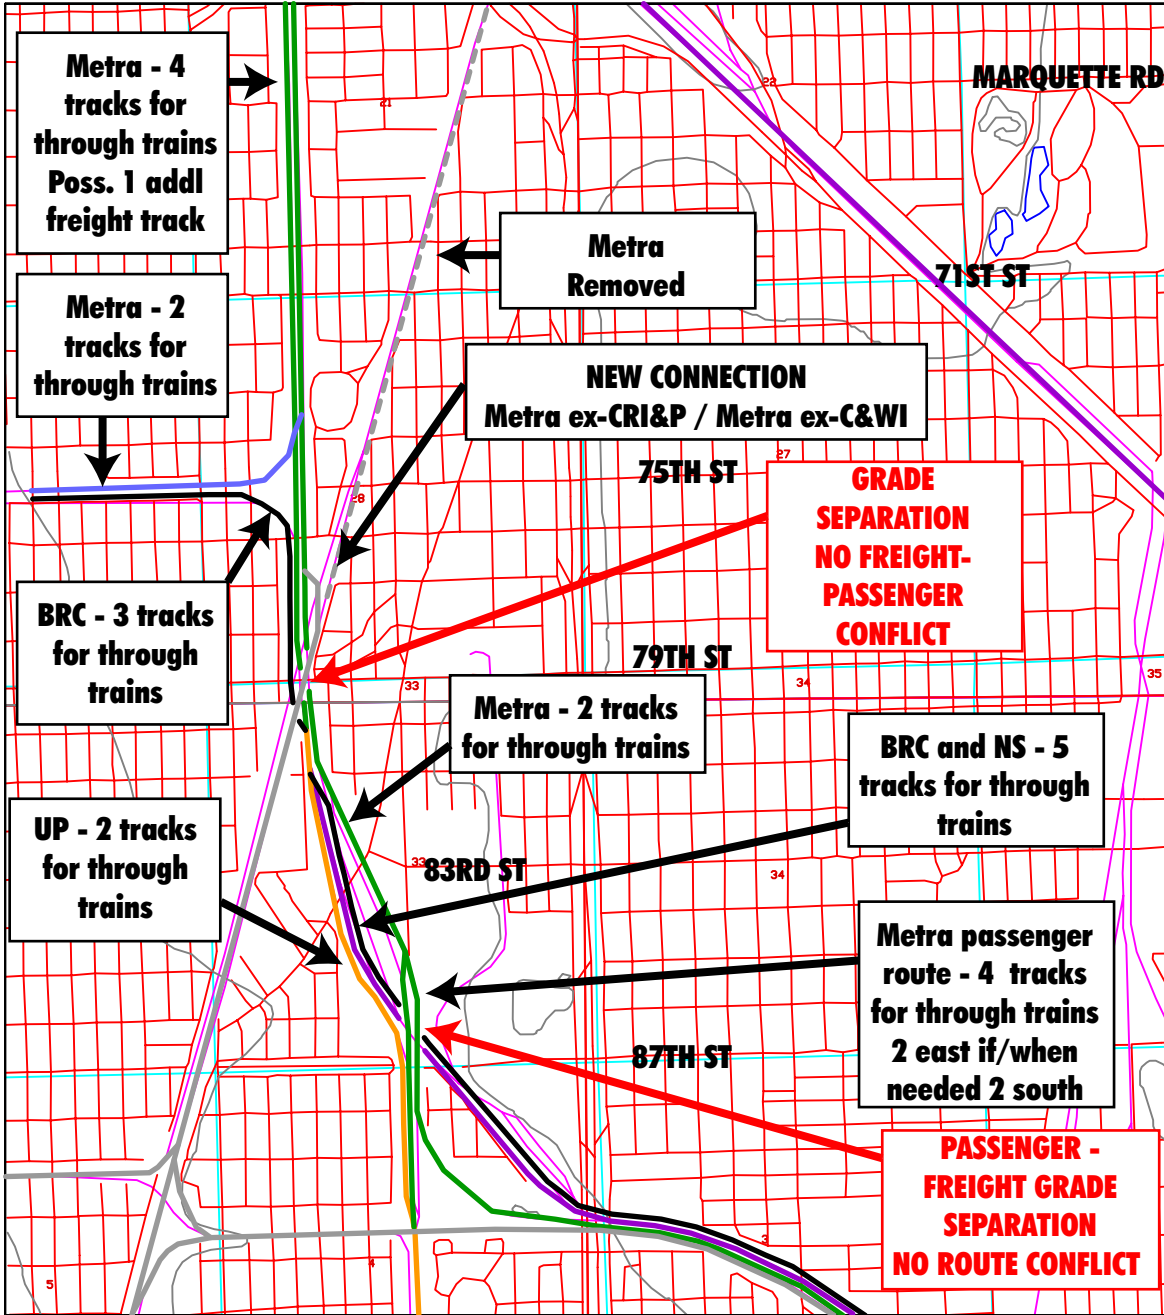 Metra - 4
tracks for
through trains
Poss. 1 addl
freight track
22
MARQUETTE RD
21
Metra
Removed
71ST ST
Metra - 2
tracks for
through trains
NEW CONNECTION
Metra ex-CRI&P / Metra ex-C&WI
27
75TH ST
28
GRADE
SEPARATION
NO FREIGHT-
PASSENGER
CONFLICT
BRC - 3 tracks
for through
trains
79TH ST
33
34
35
Metra - 2 tracks
for through trains
BRC and NS - 5
tracks for through
trains
UP - 2 tracks
for through
trains
33
83RD ST
34
Metra passenger
route - 4 tracks
for through trains
2 east if/when
needed 2 south
87TH ST
PASSENGER -
FREIGHT GRADE
SEPARATION
NO ROUTE CONFLICT
3
4
5